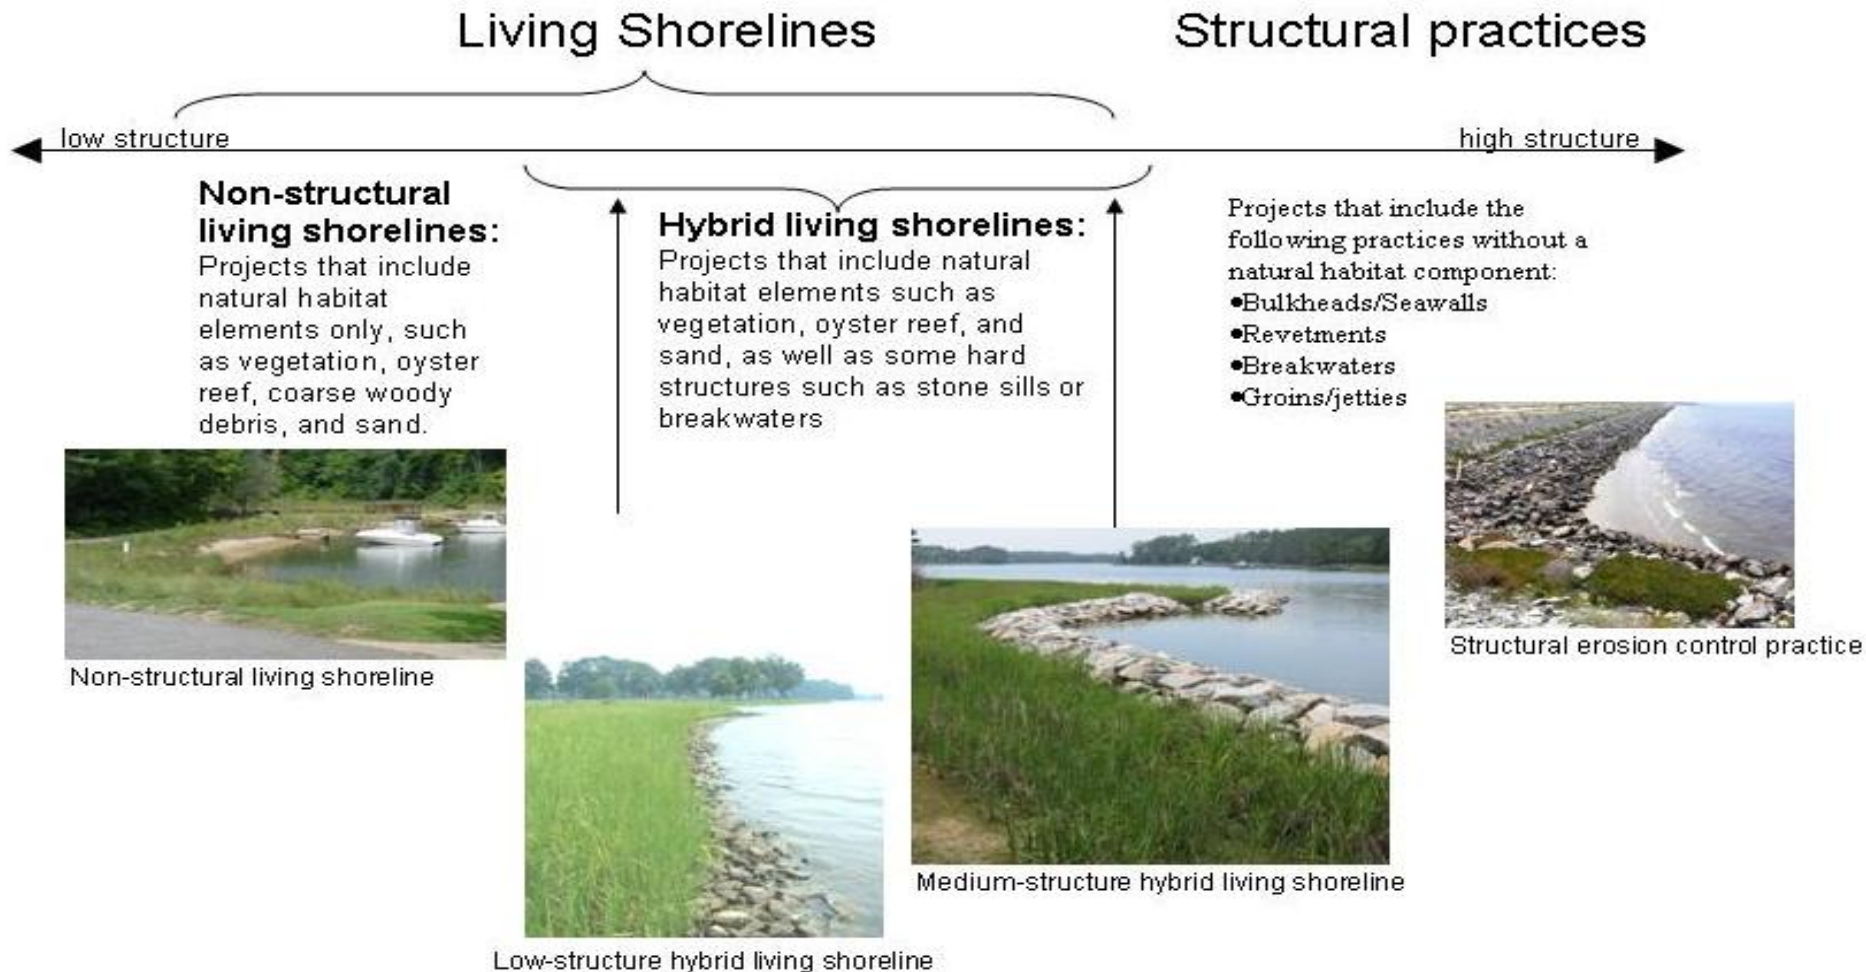 Living Shorelines
Structural practices
low structure
high structure
Non-structural
living shorelines:
Projects that include
natural habitat
elements only, such
as vegetation, oyster
reef, coarse woody
debris, and sand.
Hybrid living shorelines:
Projects that include natural
habitat elements such as
vegetation, oyster reef, and
sand, as well as some hard
structures such as stone sills or
breakwaters
Projects that include the
following practices without a
natural habitat component:
•Bulkheads/Seawalls
•Revetments
•Breakwaters
•Groins/jetties
Non-structural living shoreline
Low-structure hybrid living shoreline
Medium-structure hybrid living shoreline
Structural erosion control practice